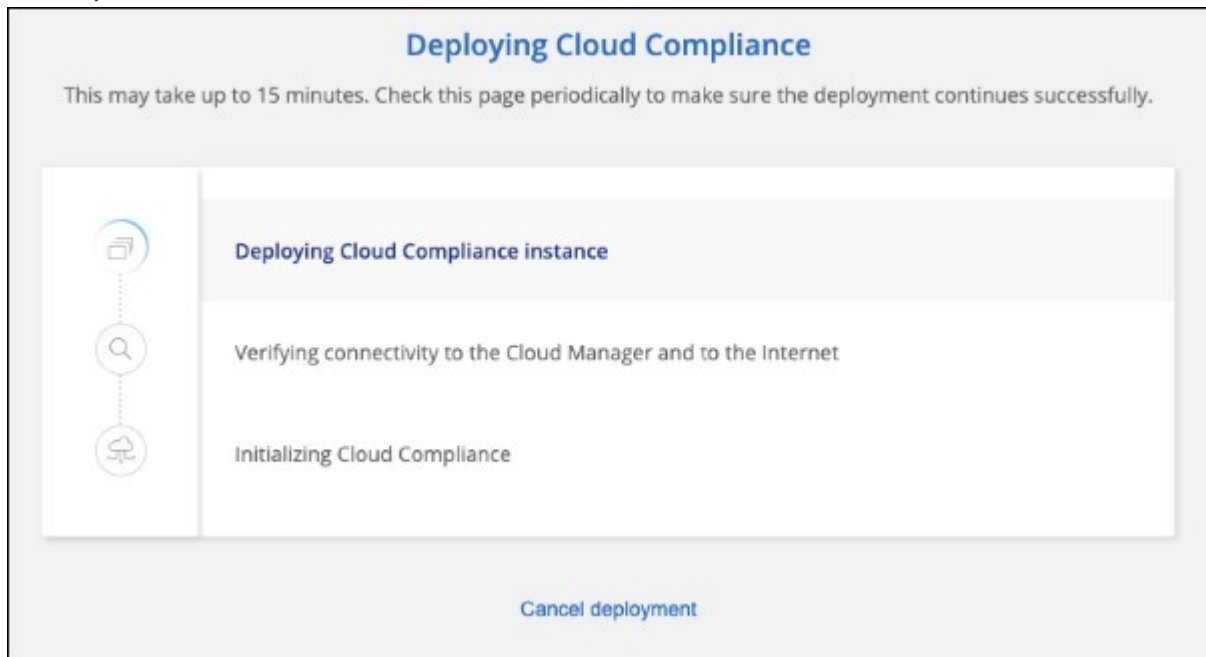 Deploying Cloud Compliance
This may take up to 15 minutes. Check this page periodically to make sure the deployment continues successfully.
Deploying Cloud Compliance instance
Verifying connectivity to the Cloud Manager and to the Internet
Initializing Cloud Compliance
Cancel deployment